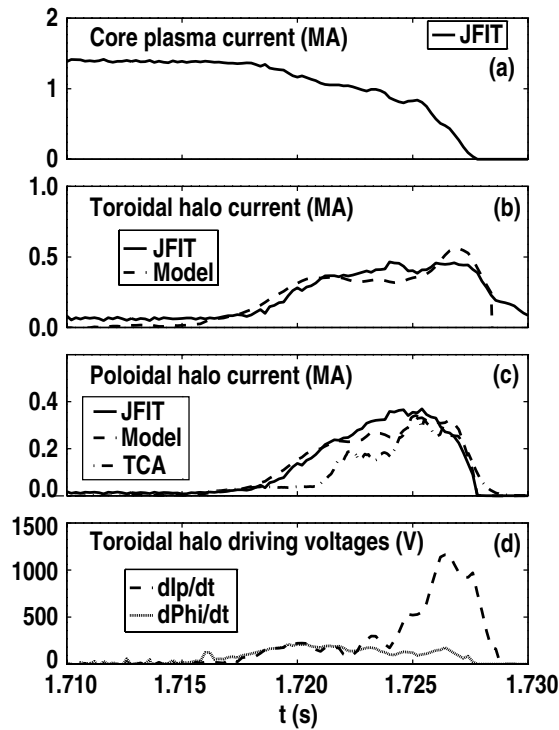 Core plasma current (MA)
JFIT
(a)
2
1
0
Toroidal halo current (MA)
(b)
JFIT
Model
1.0
0.5
0.0
Poloidal halo current (MA)
(c)
JFIT
Model
TCA
0.4
0.2
0.0
Toroidal halo driving voltages (V)
(d)
dIp/dt
dPhi/dt
1500
1000
500
0
1.710 1.715 1.720 1.725 1.730
t (s)